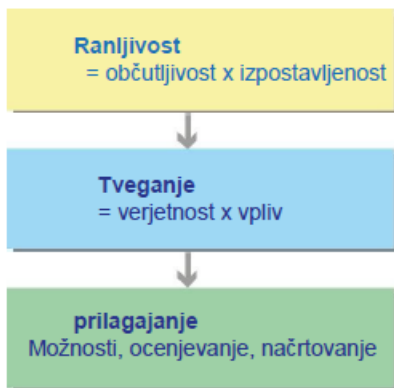 Ranljivost
= občutljivost x izpostavljenost
Tveganje
= verjetnost x vpliv
prilagajanje
Možnosti, ocenjevanje, načrtovanje